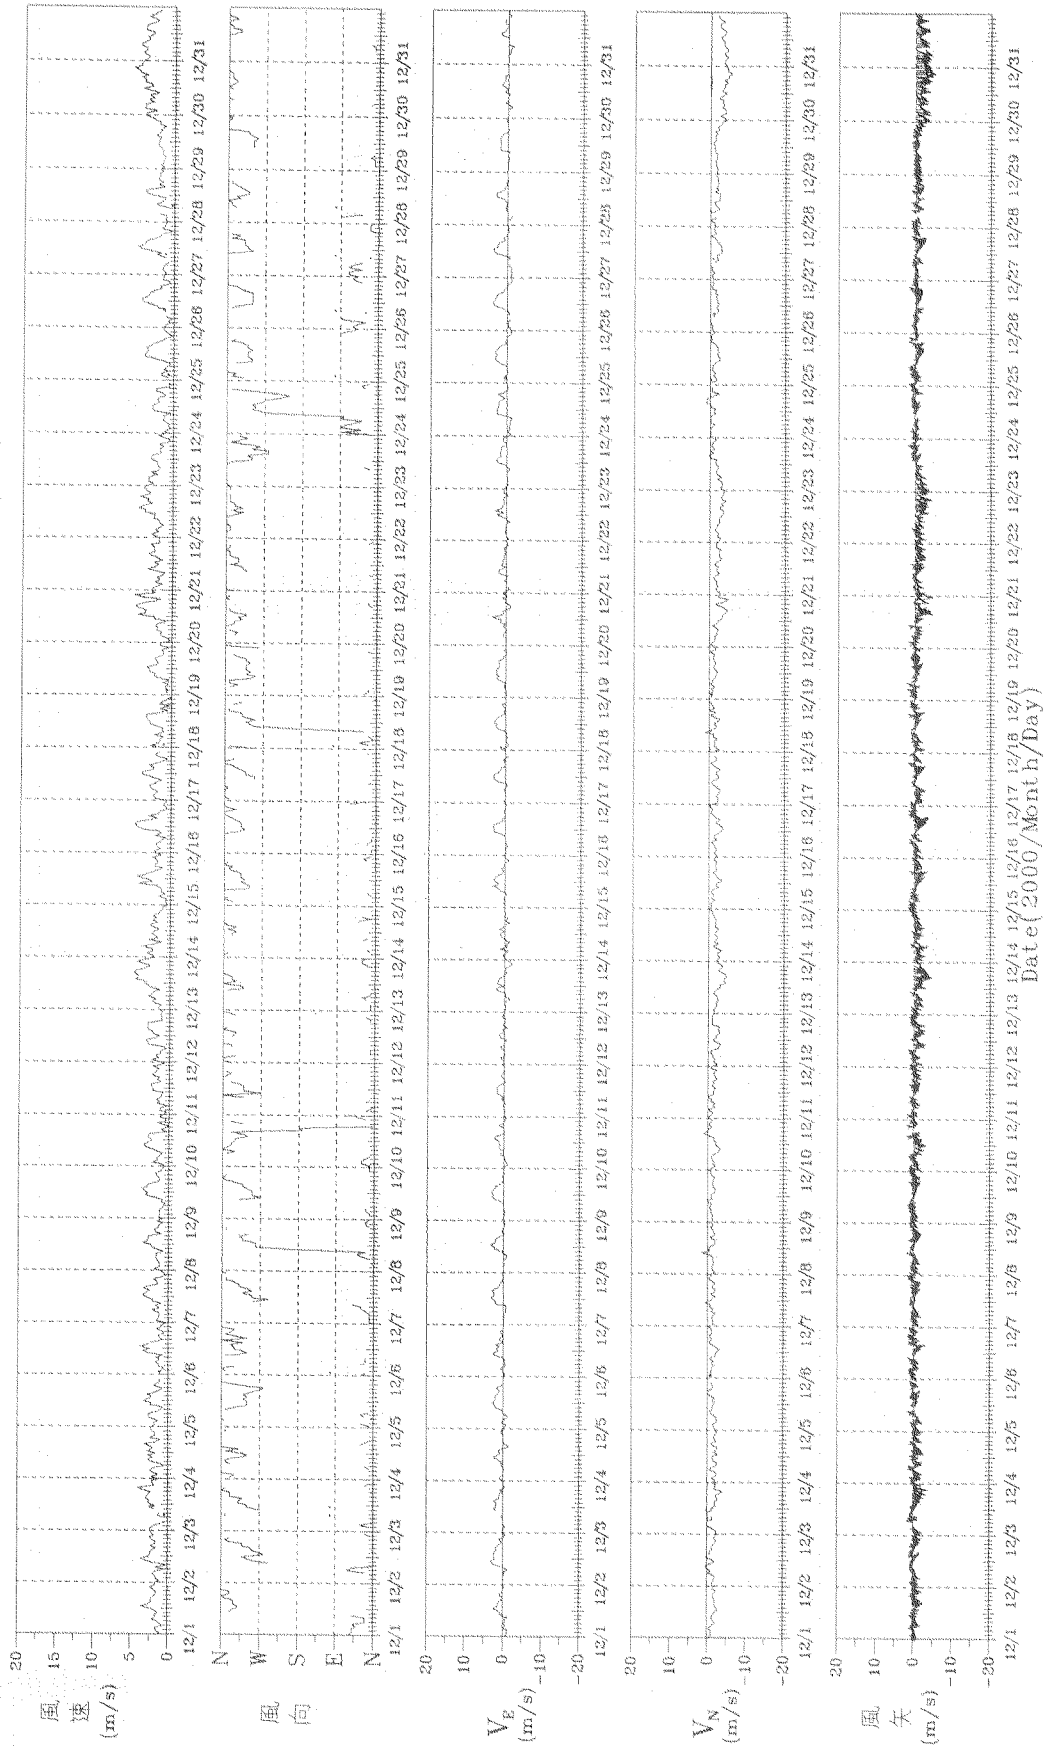 風速
(m/s)
20
15
10
5
0
12/1 12/2 12/3 12/4 12/5 12/6 12/7 12/8 12/9 12/10 12/11 12/12 12/13 12/14 12/15 12/16 12/17 12/18 12/19 12/20 12/21 12/22 12/23 12/24 12/25 12/26 12/27 12/28 12/29 12/30 12/31
風向
N
W
S
E
N
12/1 12/2 12/3 12/4 12/5 12/6 12/7 12/8 12/9 12/10 12/11 12/12 12/13 12/14 12/15 12/16 12/17 12/18 12/19 12/20 12/21 12/22 12/23 12/24 12/25 12/26 12/27 12/28 12/29 12/30 12/31
V_E
(m/s)
20
10
0
-10
-20
12/1 12/2 12/3 12/4 12/5 12/6 12/7 12/8 12/9 12/10 12/11 12/12 12/13 12/14 12/15 12/16 12/17 12/18 12/19 12/20 12/21 12/22 12/23 12/24 12/25 12/26 12/27 12/28 12/29 12/30 12/31
V_N
(m/s)
20
10
0
-10
-20
12/1 12/2 12/3 12/4 12/5 12/6 12/7 12/8 12/9 12/10 12/11 12/12 12/13 12/14 12/15 12/16 12/17 12/18 12/19 12/20 12/21 12/22 12/23 12/24 12/25 12/26 12/27 12/28 12/29 12/30 12/31
風矢
(m/s)
20
10
0
-10
-20
12/1 12/2 12/3 12/4 12/5 12/6 12/7 12/8 12/9 12/10 12/11 12/12 12/13 12/14 12/15 12/16 12/17 12/18 12/19 12/20 12/21 12/22 12/23 12/24 12/25 12/26 12/27 12/28 12/29 12/30 12/31
Date(2000/Month/Day)